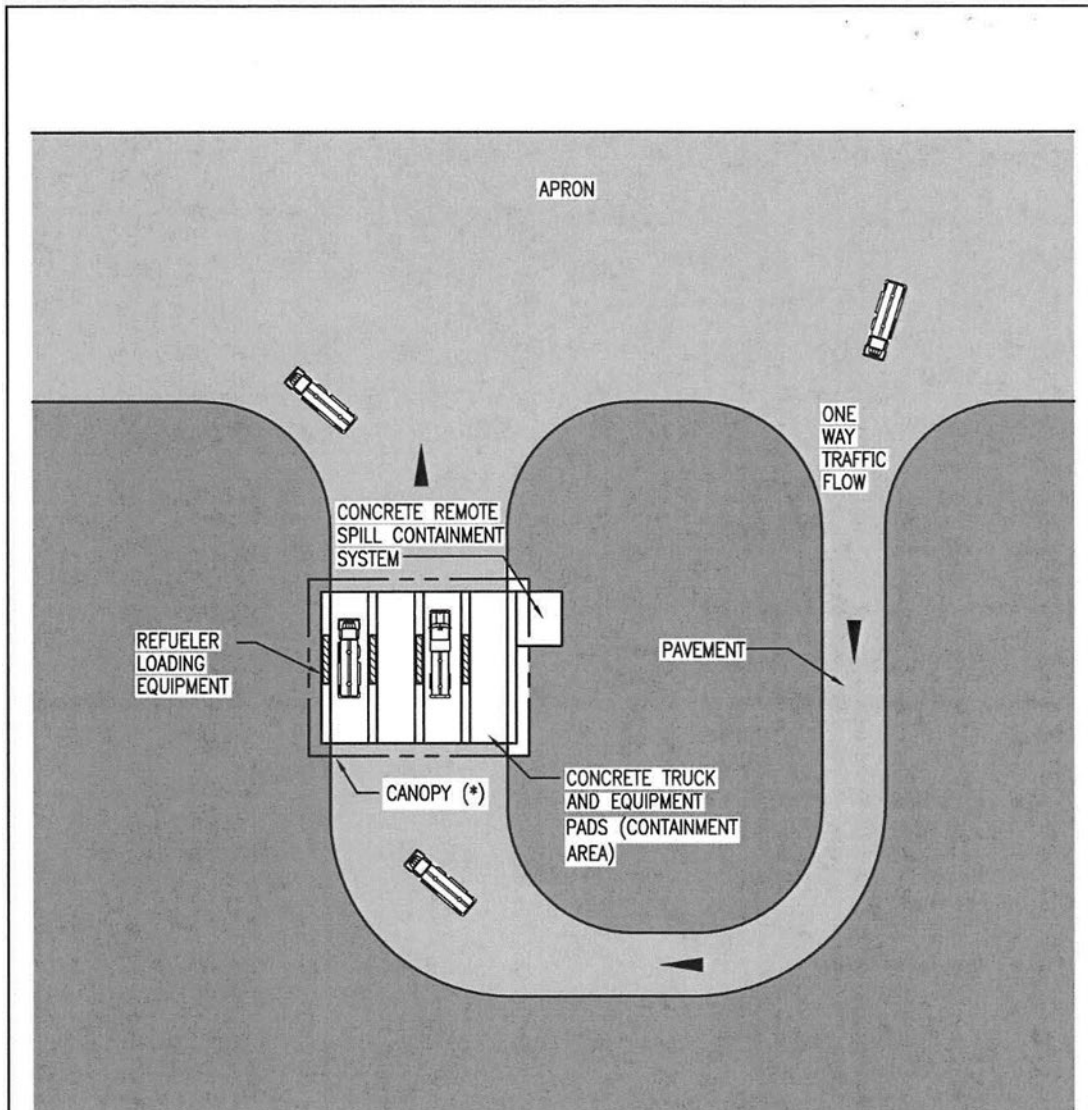 APRON
ONE
WAY
TRAFFIC
FLOW
CONCRETE REMOTE
SPILL CONTAINMENT
SYSTEM
REFUELER
LOADING
EQUIPMENT
PAVEMENT
CANOPY (*)
CONCRETE TRUCK
AND EQUIPMENT
PADS (CONTAINMENT
AREA)